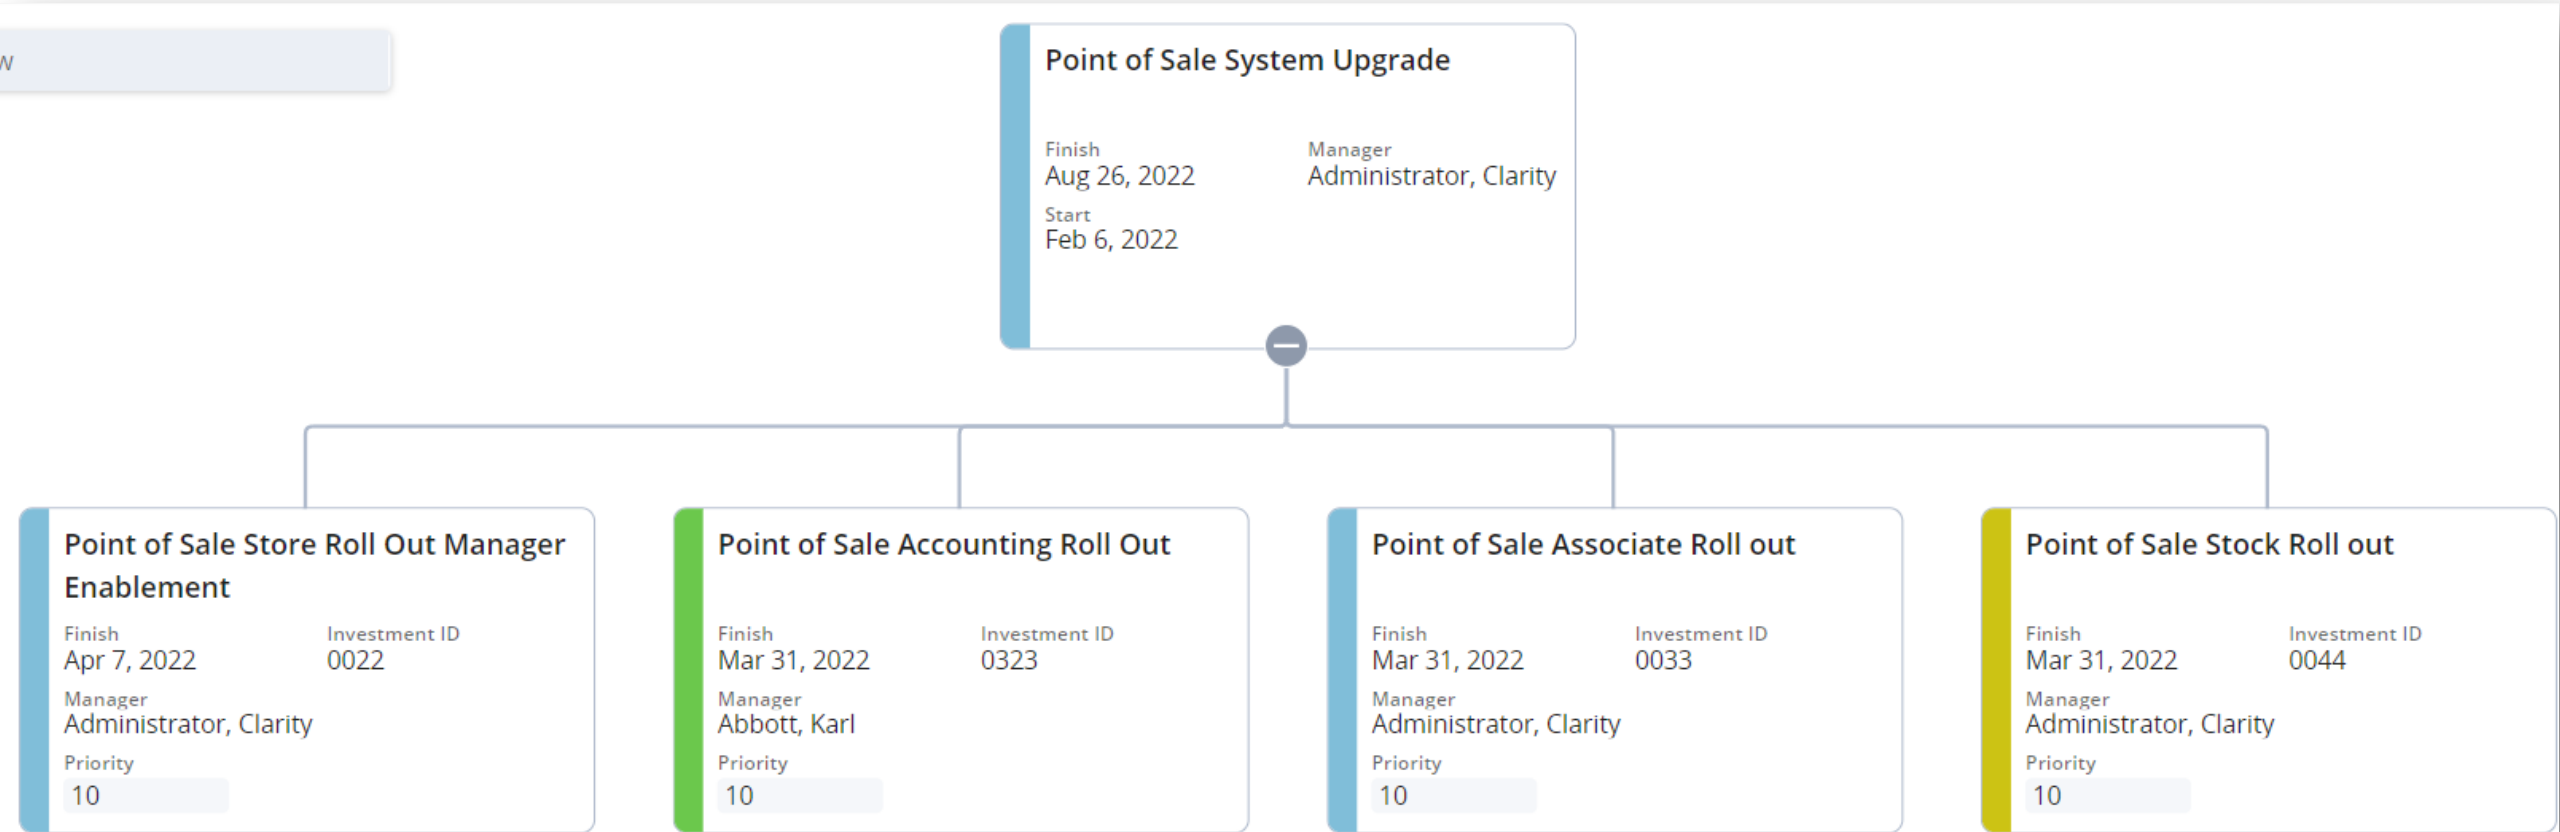 w
Point of Sale System Upgrade
Finish Manager
Aug 26, 2022 Administrator, Clarity
Start
Feb 6, 2022
Point of Sale Store Roll Out Manager
Enablement
Finish Investment ID
Apr 7, 2022 0022
Manager
Administrator, Clarity
Priority
10
Point of Sale Accounting Roll Out
Finish Investment ID
Mar 31, 2022 0323
Manager
Abbott, Karl
Priority
10
Point of Sale Associate Roll out
Finish Investment ID
Mar 31, 2022 0033
Manager
Administrator, Clarity
Priority
10
Point of Sale Stock Roll out
Finish Investment ID
Mar 31, 2022 0044
Manager
Administrator, Clarity
Priority
10